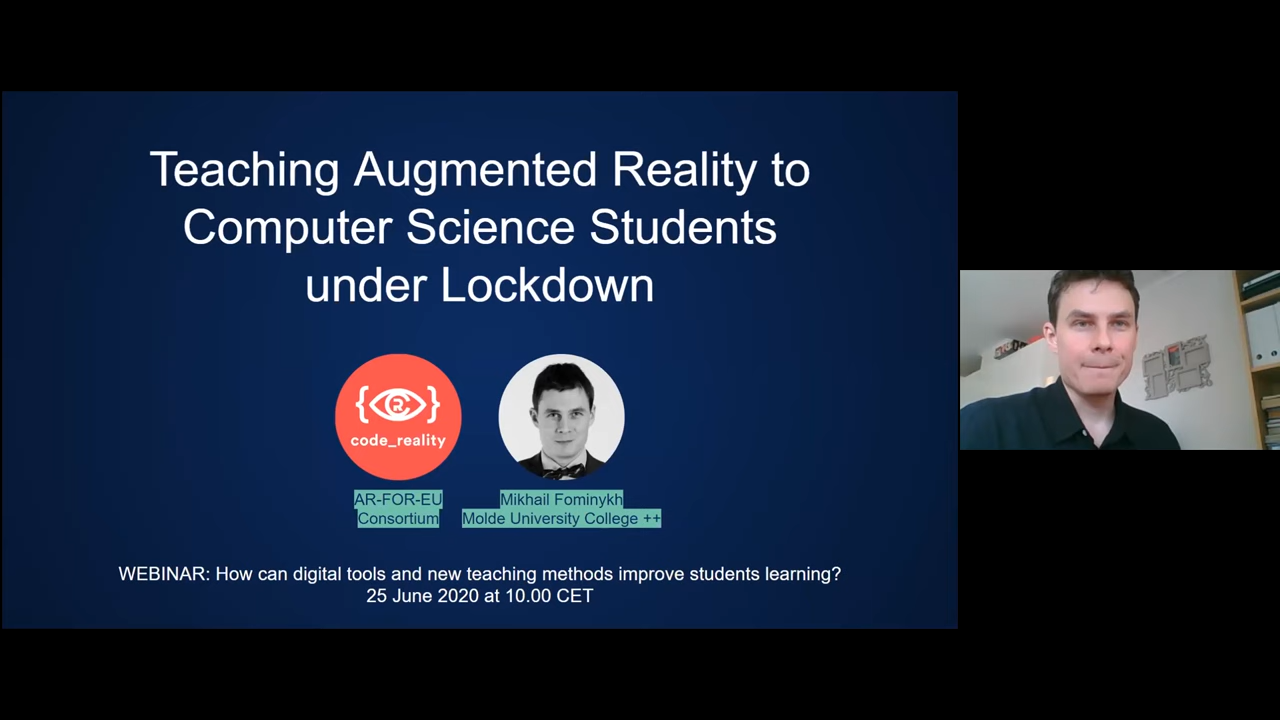 Teaching Augmented Reality to
Computer Science Students
under Lockdown
{ R }
code_reality
AR-FOR-EU
Consortium
Mikhail Fominykh
Molde University College ++
WEBINAR: How can digital tools and new teaching methods improve students learning?
25 June 2020 at 10.00 CET